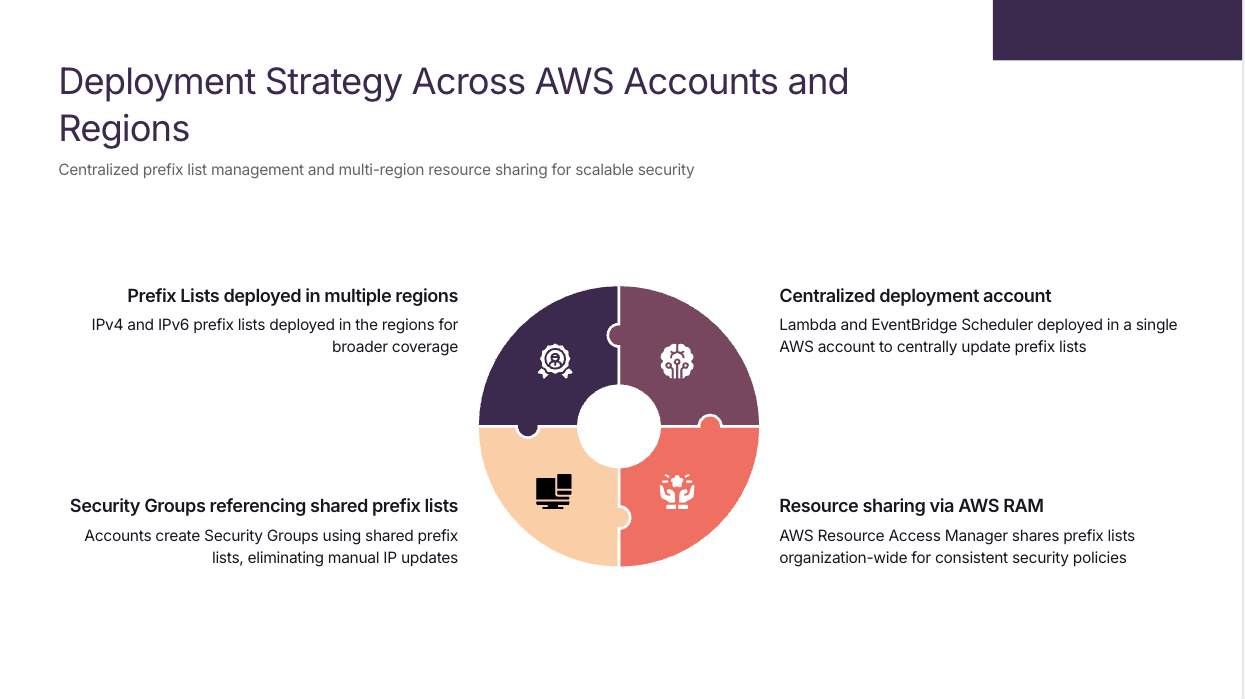 Deployment Strategy Across AWS Accounts and
Regions
Centralized prefix list management and multi-region resource sharing for scalable security
Prefix Lists deployed in multiple regions
IPv4 and IPv6 prefix lists deployed in the regions for
broader coverage
Centralized deployment account
Lambda and EventBridge Scheduler deployed in a single
AWS account to centrally update prefix lists
Security Groups referencing shared prefix lists
Accounts create Security Groups using shared prefix
lists, eliminating manual IP updates
Resource sharing via AWS RAM
AWS Resource Access Manager shares prefix lists
organization-wide for consistent security policies